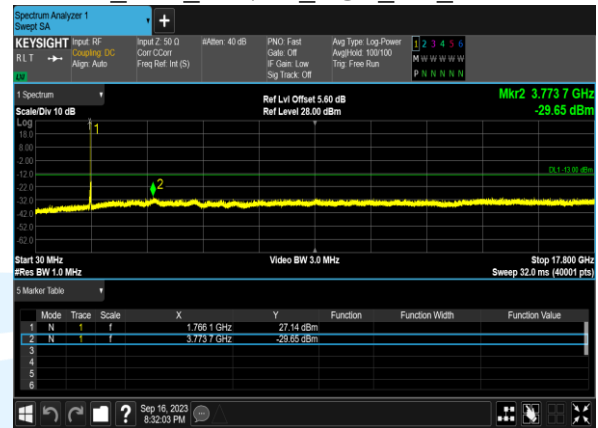 Spectrum Analyzer 1
Swept SA
KEYSIGHT Input: RF Input Z: 50 Ω #Atten: 40 dB PNO: Fast Avg Type: Log-Power 1 2 3 4 5 6
RLT Coupling: DC Corr CCorr Gate: Off Avg|Hold: 100/100 M W W W W W
Align: Auto Freq Ref: Int (S) IF Gain: Low Trig: Free Run
LW Sig Track: Off P N N N N N
1 Spectrum Ref Lvl Offset 5.60 dB Mkr2 3.773 7 GHz
Scale/Div 10 dB Ref Level 28.00 dBm -29.65 dBm
Log
18.0
8.00
-2.00
-12.0
-22.0
-32.0
-42.0
-52.0
-62.0
1
2
DL1 -13.00 dBm
Start 30 MHz Video BW 3.0 MHz Stop 17.800 GHz
#Res BW 1.0 MHz Sweep 32.0 ms (40001 pts)
5 Marker Table
Mode Trace Scale X Y Function Function Width Function Value
1 N 1 f 1.766 1 GHz 27.14 dBm
2 N 1 f 3.773 7 GHz -29.65 dBm
3
4
5
6
? Sep 16, 2023
8:32:03 PM